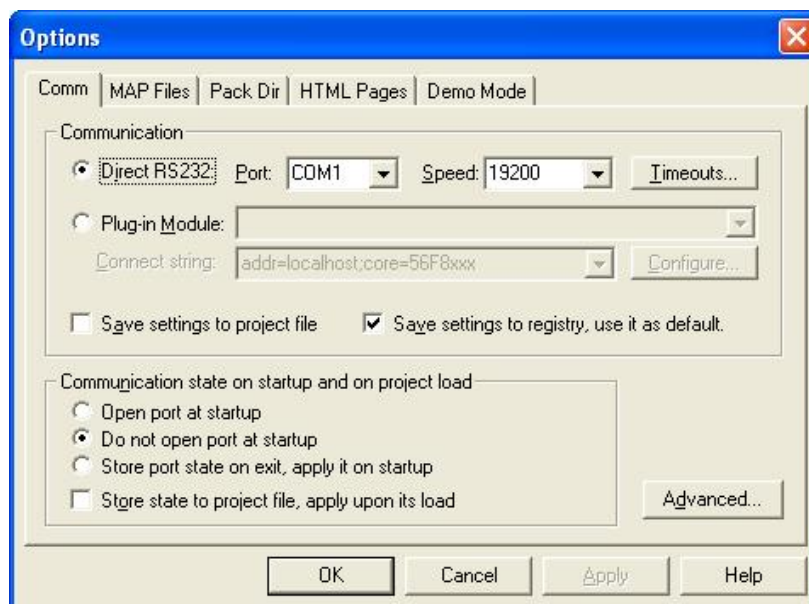 Options
Comm MAP Files Pack Dir HTML Pages Demo Mode
Communication
Direct RS232: Port: COM1 Speed: 19200 Timeouts...
Plug-in Module:
Connect string: addr=localhost;core=56F8xxx Configure...
Save settings to project file Save settings to registry, use it as default.
Communication state on startup and on project load
Open port at startup
Do not open port at startup
Store port state on exit, apply it on startup
Store state to project file, apply upon its load Advanced...
OK Cancel Apply Help